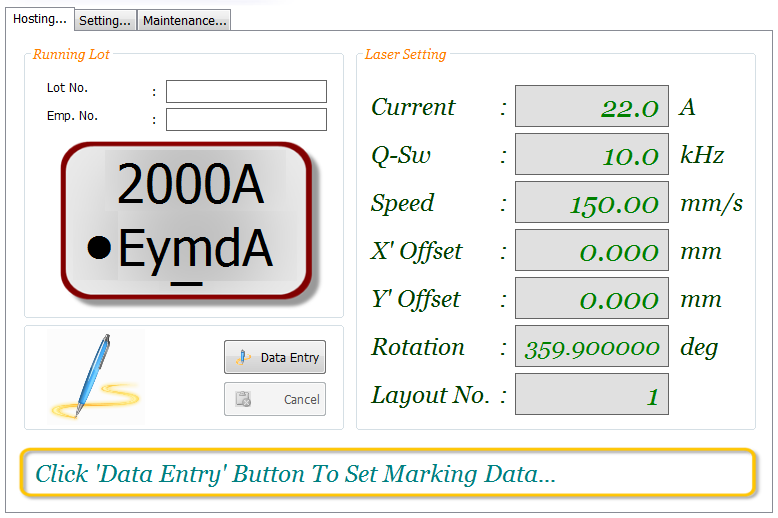 Hosting... Setting... Maintenance...
Running Lot
Lot No. :
Emp. No. :
2000A
●EymdA
Data Entry
Cancel
Laser Setting
Current : 22.0 A
Q-Sw : 10.0 kHz
Speed : 150.00 mm/s
X' Offset : 0.000 mm
Y' Offset : 0.000 mm
Rotation : 359.900000 deg
Layout No. : 1
Click 'Data Entry' Button To Set Marking Data...